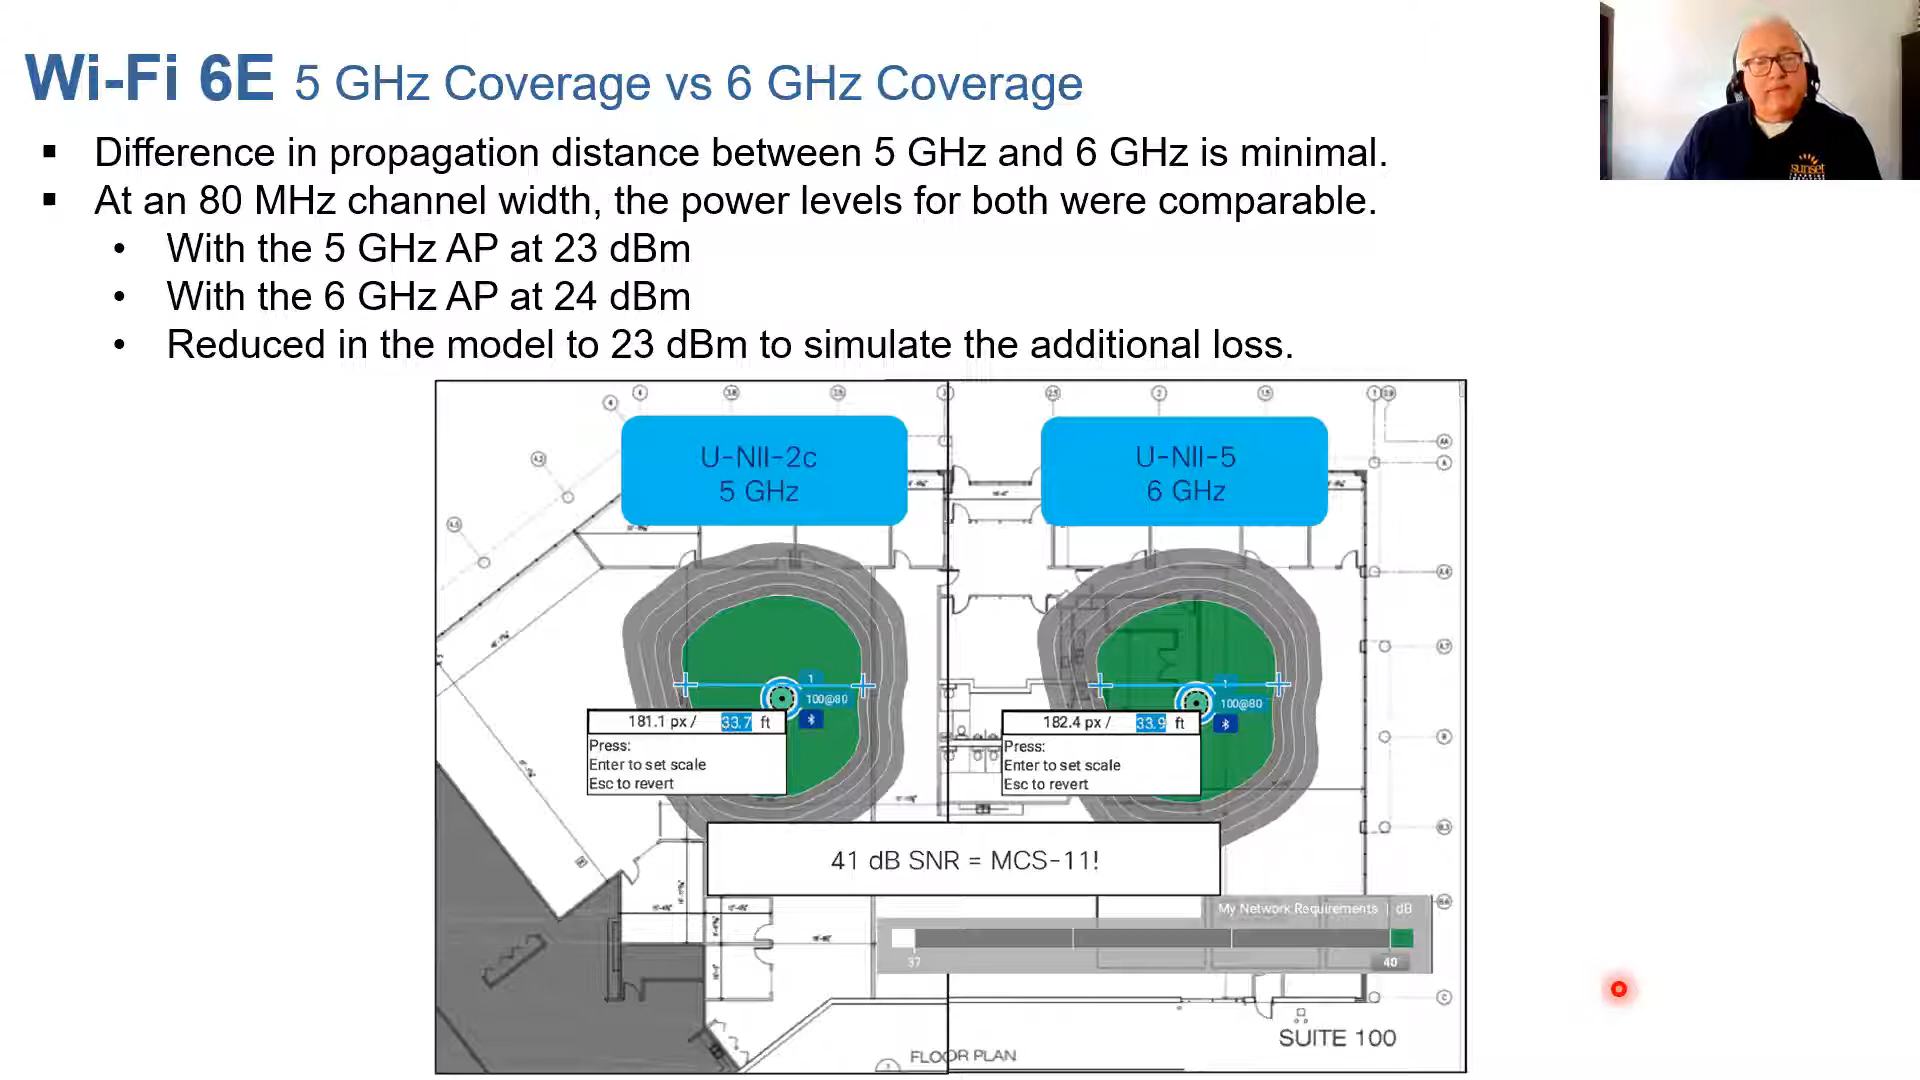 Wi-Fi 6E 5 GHz Coverage vs 6 GHz Coverage
▪ Difference in propagation distance between 5 GHz and 6 GHz is minimal.
▪ At an 80 MHz channel width, the power levels for both were comparable.
• With the 5 GHz AP at 23 dBm
• With the 6 GHz AP at 24 dBm
• Reduced in the model to 23 dBm to simulate the additional loss.
sunset
U-NII-2c
5 GHz
U-NII-5
6 GHz
1
100@80
181.1 px / 33.7 ft
Press:
Enter to set scale
Esc to revert
1
100@80
182.4 px / 33.9 ft
Press:
Enter to set scale
Esc to revert
41 dB SNR = MCS-11!
My Network Requirements | dB
37
40
SUITE 100
FLOOR PLAN